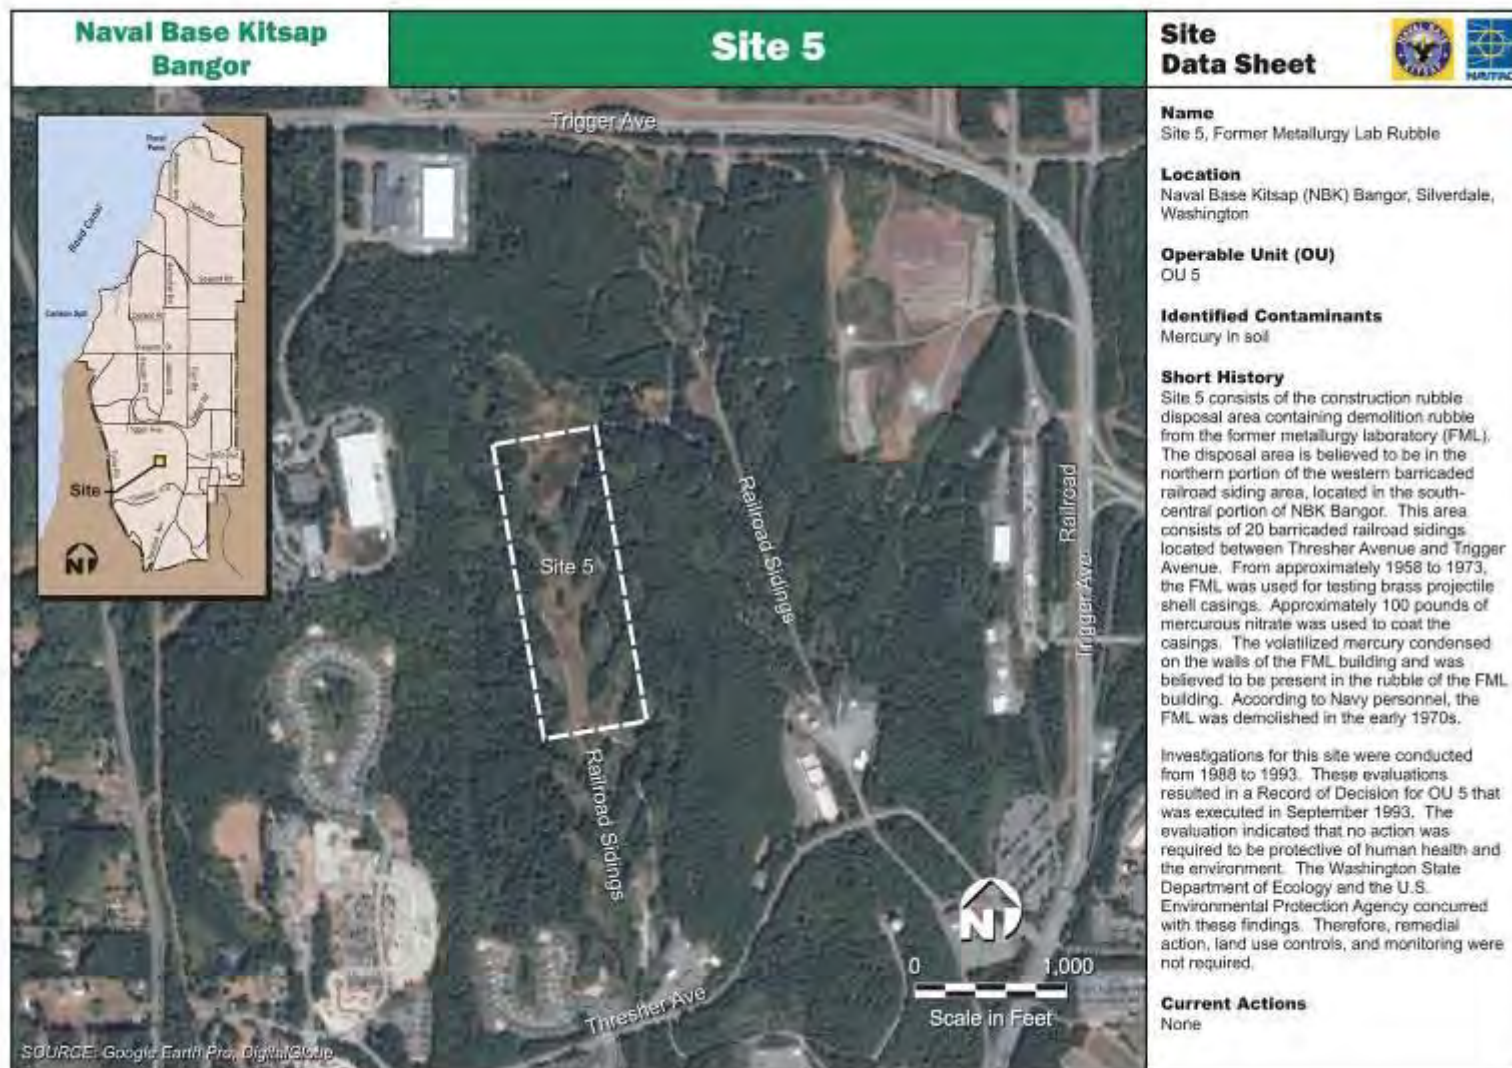 Naval Base Kitsap
Bangor
Site 5
Site
Data Sheet
Trigger Ave
Hood Canal
Site
N
Site 5
Railroad Sidings
Railroad
Trigger Ave
Railroad Sidings
Thresher Ave
N
0 1,000
Scale in Feet
SOURCE: Google Earth Pro, DigitalGlobe
Name
Site 5, Former Metallurgy Lab Rubble
Location
Naval Base Kitsap (NBK) Bangor, Silverdale,
Washington
Operable Unit (OU)
OU 5
Identified Contaminants
Mercury in soil
Short History
Site 5 consists of the construction rubble
disposal area containing demolition rubble
from the former metallurgy laboratory (FML).
The disposal area is believed to be in the
northern portion of the western barricaded
railroad siding area, located in the south-
central portion of NBK Bangor. This area
consists of 20 barricaded railroad sidings
located between Thresher Avenue and Trigger
Avenue. From approximately 1958 to 1973,
the FML was used for testing brass projectile
shell casings. Approximately 100 pounds of
mercurous nitrate was used to coat the
casings. The volatilized mercury condensed
on the walls of the FML building and was
believed to be present in the rubble of the FML
building. According to Navy personnel, the
FML was demolished in the early 1970s.
Investigations for this site were conducted
from 1988 to 1993. These evaluations
resulted in a Record of Decision for OU 5 that
was executed in September 1993. The
evaluation indicated that no action was
required to be protective of human health and
the environment. The Washington State
Department of Ecology and the U.S.
Environmental Protection Agency concurred
with these findings. Therefore, remedial
action, land use controls, and monitoring were
not required.
Current Actions
None